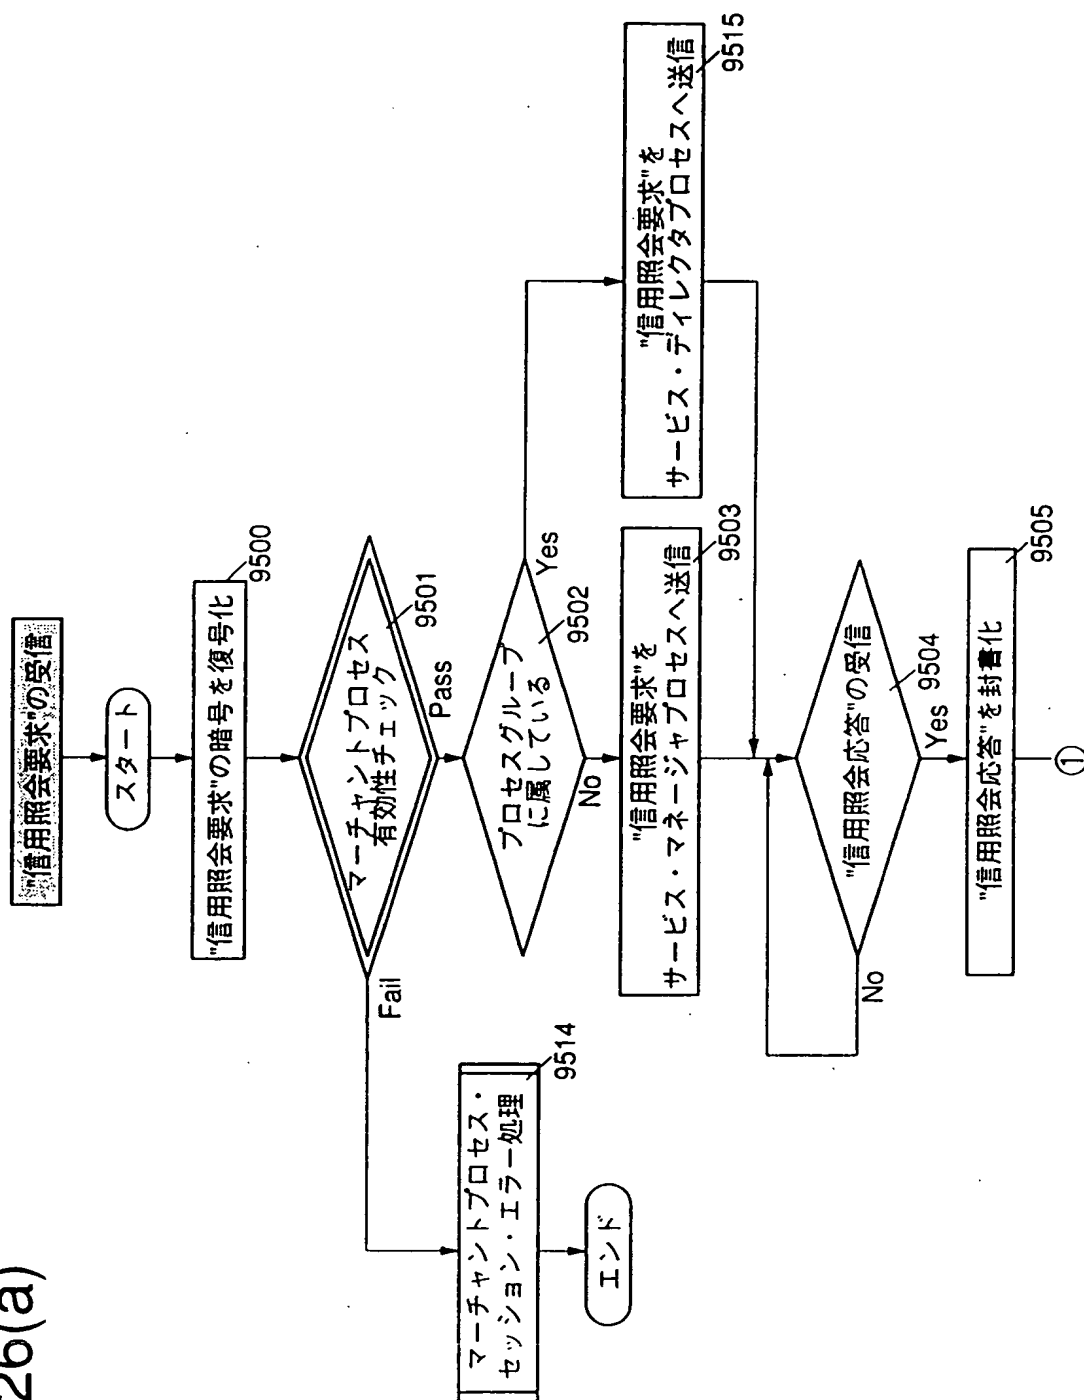 26(a)
"信用照会要求"の受信
スタート
"信用照会要求"の暗号を復号化
9500
マーチャントプロセス
有効性チェック
9501
Fail
Pass
マーチャントプロセス・
セッション・エラー処理
9514
エンド
プロセスグループ
に属している
9502
Yes
No
"信用照会要求"を
サービス・マネージャプロセスへ送信
9503
"信用照会要求"を
サービス・ディレクタプロセスへ送信
9515
"信用照会応答"の受信
9504
No
Yes
"信用照会応答"を封書化
9505
①